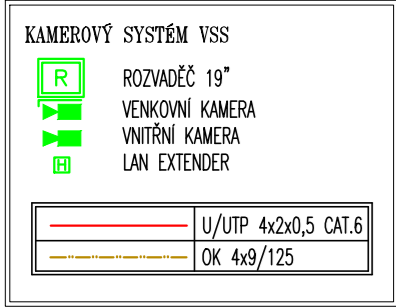 KAMEROVÝ SYSTÉM VSS
R ROZVADĚČ 19"
VENKOVNÍ KAMERA
VNITŘNÍ KAMERA
H LAN EXTENDER
U/UTP 4x2x0,5 CAT.6
OK 4x9/125